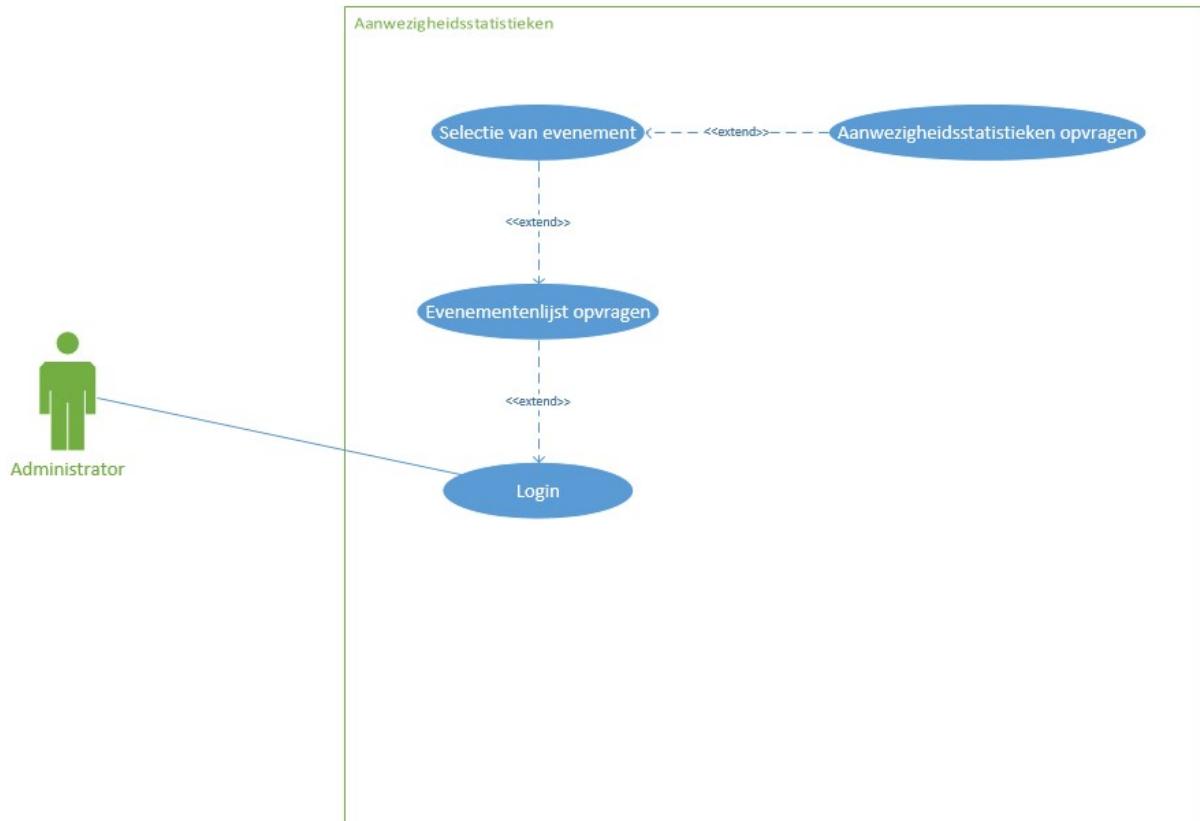 Aanwezigheidsstatistieken
Selectie van evenement
<<extend>>
Aanwezigheidsstatistieken opvragen
<<extend>>
Evenementenlijst opvragen
<<extend>>
Administrator
Login